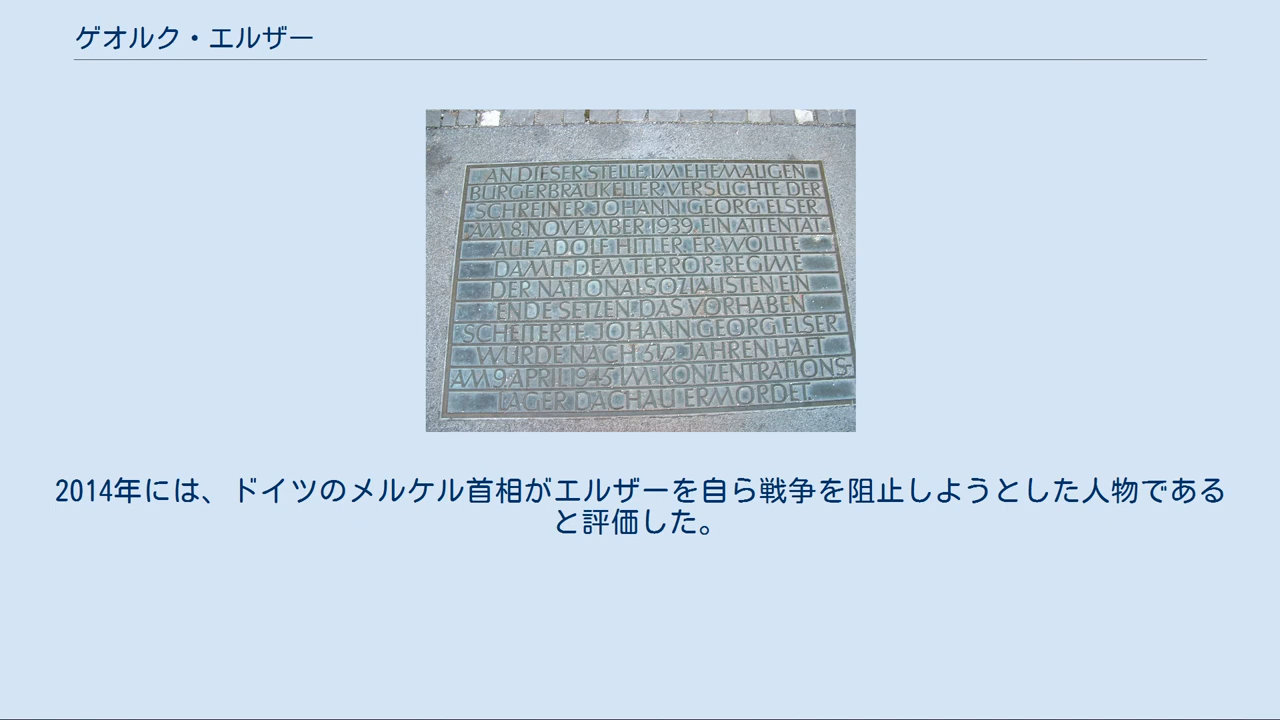 ゲオルク・エルザー
AN DIESER STELLE IM EHEMALIGEN
BÜRGERBRÄUKELLER VERSUCHTE DER
SCHREINER JOHANN GEORG ELSER
AM 8. NOVEMBER 1939 EIN ATTENTAT
AUF ADOLF HITLER. ER WOLLTE
DAMIT DEM TERROR-REGIME
DER NATIONALSOZIALISTEN EIN
ENDE SETZEN. DAS VORHABEN
SCHEITERTE. JOHANN GEORG ELSER
WURDE NACH 5 1/2 JAHREN HAFT
AM 9. APRIL 1945 IM KONZENTRATIONS-
LAGER DACHAU ERMORDET.
2014年には、ドイツのメルケル首相がエルザーを自ら戦争を阻止しようとした人物である
と評価した。